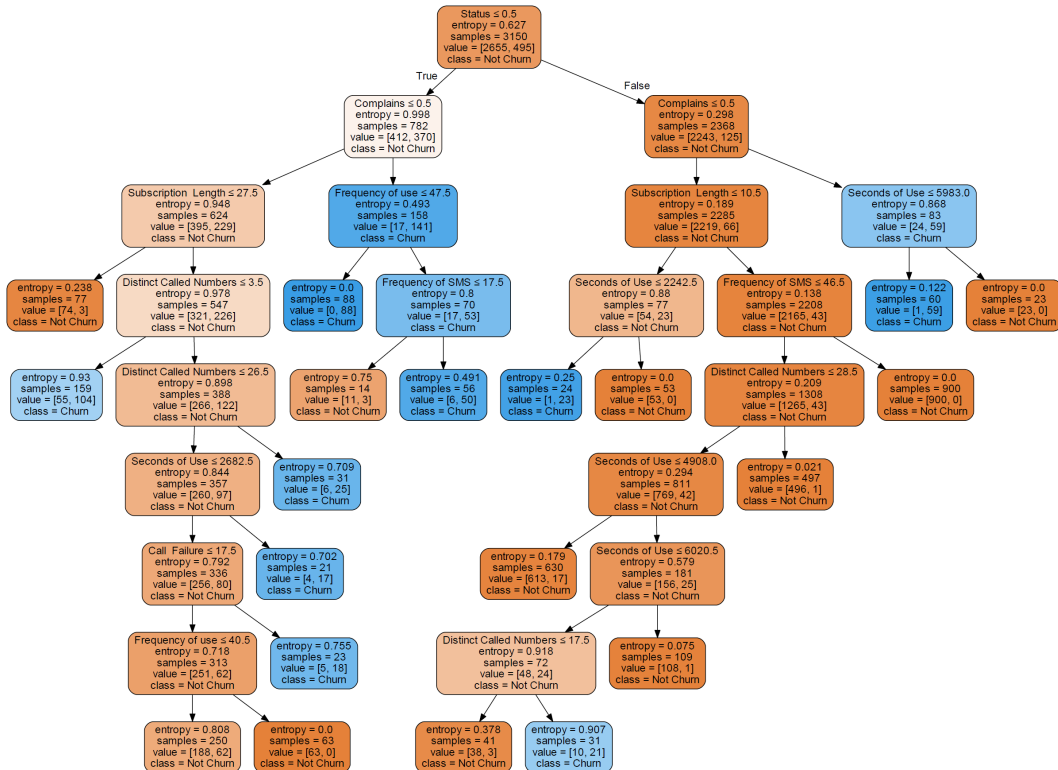 Status ≤ 0.5
entropy = 0.627
samples = 3150
value = [2655, 495]
class = Not Churn
True
False
Complains ≤ 0.5
entropy = 0.998
samples = 782
value = [412, 370]
class = Not Churn
Complains ≤ 0.5
entropy = 0.298
samples = 2368
value = [2243, 125]
class = Not Churn
Subscription Length ≤ 27.5
entropy = 0.948
samples = 624
value = [395, 229]
class = Not Churn
Frequency of use ≤ 47.5
entropy = 0.493
samples = 158
value = [17, 141]
class = Churn
Subscription Length ≤ 10.5
entropy = 0.189
samples = 2285
value = [2219, 66]
class = Not Churn
Seconds of Use ≤ 5983.0
entropy = 0.868
samples = 83
value = [24, 59]
class = Churn
entropy = 0.238
samples = 77
value = [74, 3]
class = Not Churn
Distinct Called Numbers ≤ 3.5
entropy = 0.978
samples = 547
value = [321, 226]
class = Not Churn
entropy = 0.0
samples = 88
value = [0, 88]
class = Churn
Frequency of SMS ≤ 17.5
entropy = 0.8
samples = 70
value = [17, 53]
class = Churn
Seconds of Use ≤ 2242.5
entropy = 0.88
samples = 77
value = [54, 23]
class = Not Churn
Frequency of SMS ≤ 46.5
entropy = 0.138
samples = 2208
value = [2165, 43]
class = Not Churn
entropy = 0.122
samples = 60
value = [1, 59]
class = Churn
entropy = 0.0
samples = 23
value = [23, 0]
class = Not Churn
entropy = 0.93
samples = 159
value = [55, 104]
class = Churn
Distinct Called Numbers ≤ 26.5
entropy = 0.898
samples = 388
value = [266, 122]
class = Not Churn
entropy = 0.75
samples = 14
value = [11, 3]
class = Not Churn
entropy = 0.491
samples = 56
value = [6, 50]
class = Churn
entropy = 0.25
samples = 24
value = [1, 23]
class = Churn
entropy = 0.0
samples = 53
value = [53, 0]
class = Not Churn
Distinct Called Numbers ≤ 28.5
entropy = 0.209
samples = 1308
value = [1265, 43]
class = Not Churn
entropy = 0.0
samples = 900
value = [900, 0]
class = Not Churn
Seconds of Use ≤ 2682.5
entropy = 0.844
samples = 357
value = [260, 97]
class = Not Churn
entropy = 0.709
samples = 31
value = [6, 25]
class = Churn
Seconds of Use ≤ 4908.0
entropy = 0.294
samples = 811
value = [769, 42]
class = Not Churn
entropy = 0.021
samples = 497
value = [496, 1]
class = Not Churn
Call Failure ≤ 17.5
entropy = 0.792
samples = 336
value = [256, 80]
class = Not Churn
entropy = 0.702
samples = 21
value = [4, 17]
class = Churn
entropy = 0.179
samples = 630
value = [613, 17]
class = Not Churn
Seconds of Use ≤ 6020.5
entropy = 0.579
samples = 181
value = [156, 25]
class = Not Churn
Frequency of use ≤ 40.5
entropy = 0.718
samples = 313
value = [251, 62]
class = Not Churn
entropy = 0.755
samples = 23
value = [5, 18]
class = Churn
Distinct Called Numbers ≤ 17.5
entropy = 0.918
samples = 72
value = [48, 24]
class = Not Churn
entropy = 0.075
samples = 109
value = [108, 1]
class = Not Churn
entropy = 0.808
samples = 250
value = [188, 62]
class = Not Churn
entropy = 0.0
samples = 63
value = [63, 0]
class = Not Churn
entropy = 0.378
samples = 41
value = [38, 3]
class = Not Churn
entropy = 0.907
samples = 31
value = [10, 21]
class = Churn